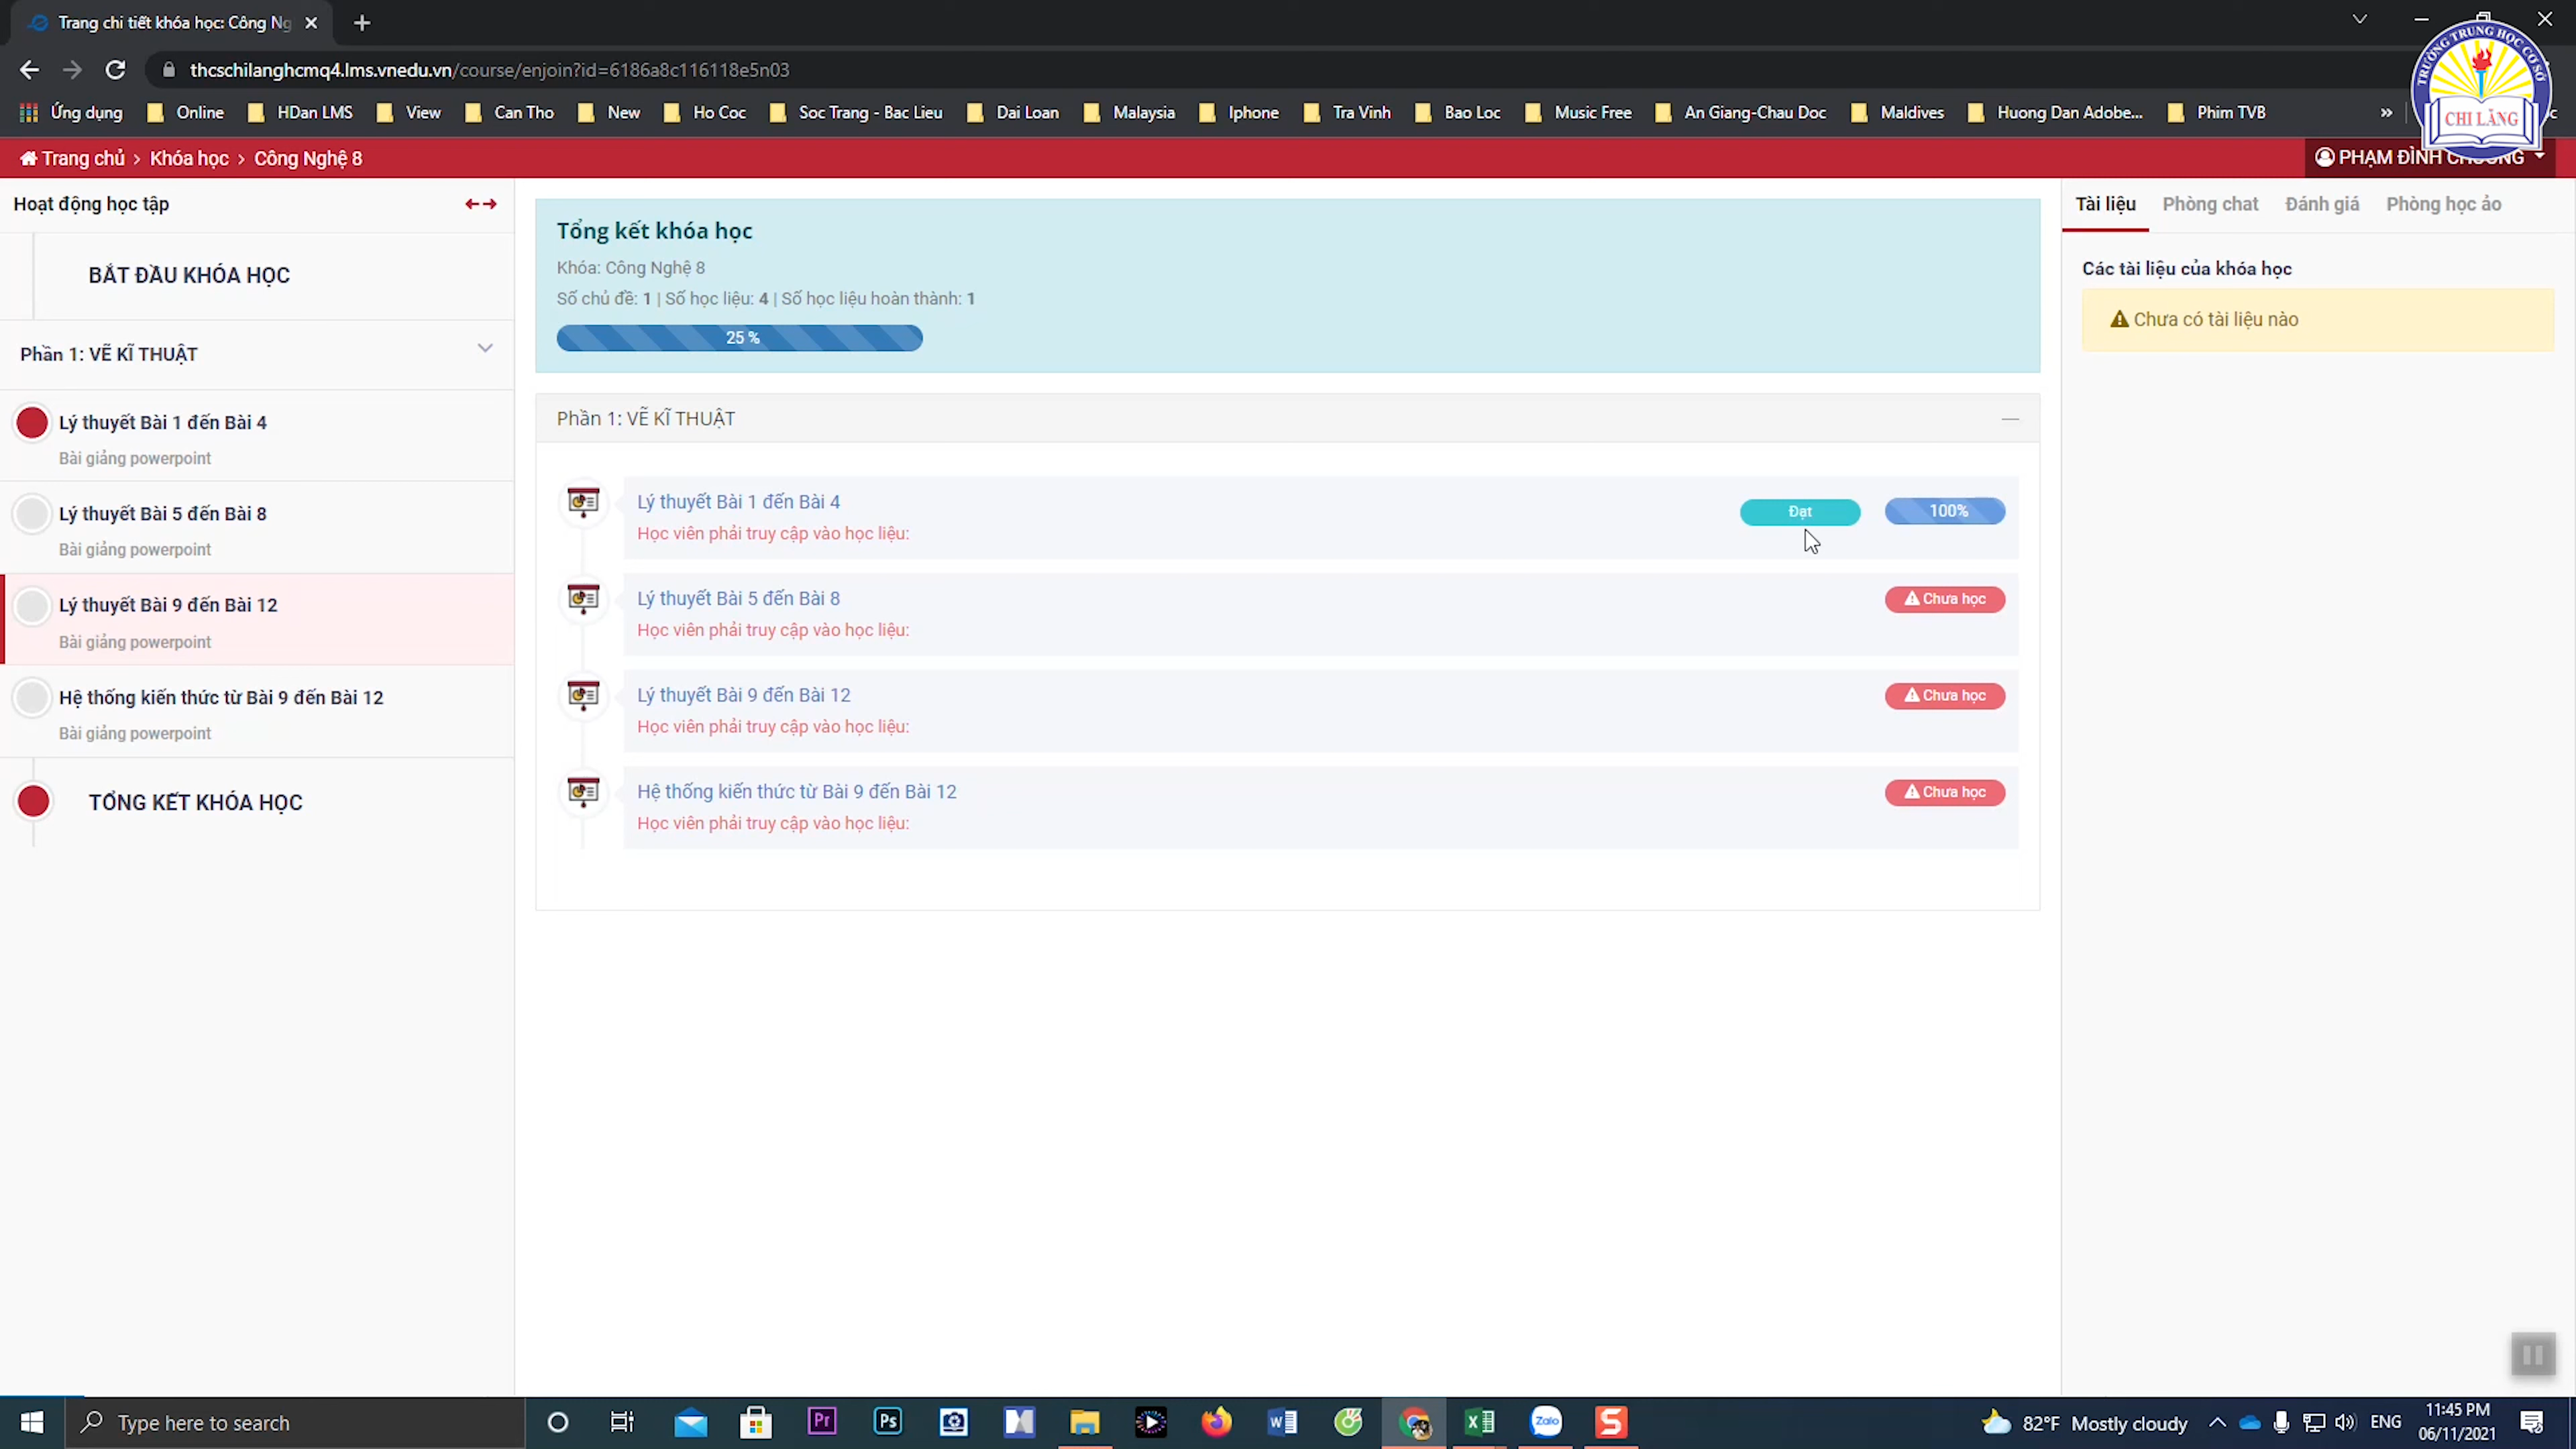 Trang chi tiết khóa học: Công Ng
thcschilanghcmq4.lms.vnedu.vn/course/enjoin?id=6186a8c116118e5n03
Ứng dụng
Online
HDan LMS
View
Can Tho
New
Ho Coc
Soc Trang - Bac Lieu
Dai Loan
Malaysia
Iphone
Tra Vinh
Bao Loc
Music Free
An Giang-Chau Doc
Maldives
Huong Dan Adobe...
Phim TVB
»
TRƯỜNG TRUNG HỌC CƠ SỞ
CHI LĂNG
Trang chủ › Khóa học › Công Nghệ 8
PHẠM ĐÌNH CHƯƠNG
Hoạt động học tập
BẮT ĐẦU KHÓA HỌC
Phần 1: VẼ KĨ THUẬT
Lý thuyết Bài 1 đến Bài 4
Bài giảng powerpoint
Lý thuyết Bài 5 đến Bài 8
Bài giảng powerpoint
Lý thuyết Bài 9 đến Bài 12
Bài giảng powerpoint
Hệ thống kiến thức từ Bài 9 đến Bài 12
Bài giảng powerpoint
TỔNG KẾT KHÓA HỌC
Tổng kết khóa học
Khóa: Công Nghệ 8
Số chủ đề: 1 | Số học liệu: 4 | Số học liệu hoàn thành: 1
25 %
Phần 1: VẼ KĨ THUẬT
Lý thuyết Bài 1 đến Bài 4
Học viên phải truy cập vào học liệu:
Đạt
100%
Lý thuyết Bài 5 đến Bài 8
Học viên phải truy cập vào học liệu:
Chưa học
Lý thuyết Bài 9 đến Bài 12
Học viên phải truy cập vào học liệu:
Chưa học
Hệ thống kiến thức từ Bài 9 đến Bài 12
Học viên phải truy cập vào học liệu:
Chưa học
Tài liệu
Phòng chat
Đánh giá
Phòng học ảo
Các tài liệu của khóa học
Chưa có tài liệu nào
Type here to search
Pr
Ps
Zalo
82°F Mostly cloudy
ENG
11:45 PM
06/11/2021